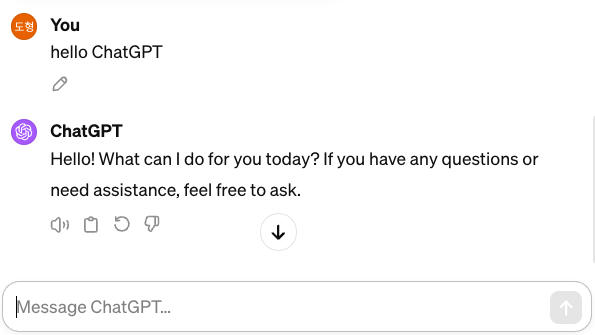 도형
You
hello ChatGPT
ChatGPT
Hello! What can I do for you today? If you have any questions or
need assistance, feel free to ask.
Message ChatGPT...